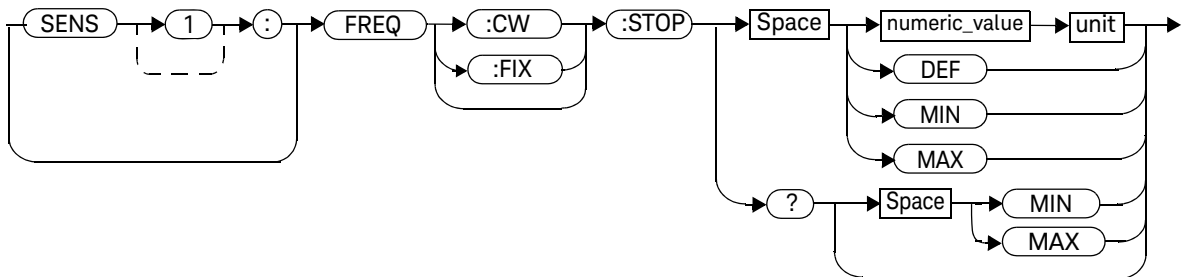 SENS 1 : FREQ :CW :STOP Space numeric_value unit
:FIX DEF
MIN
MAX
? Space MIN
MAX